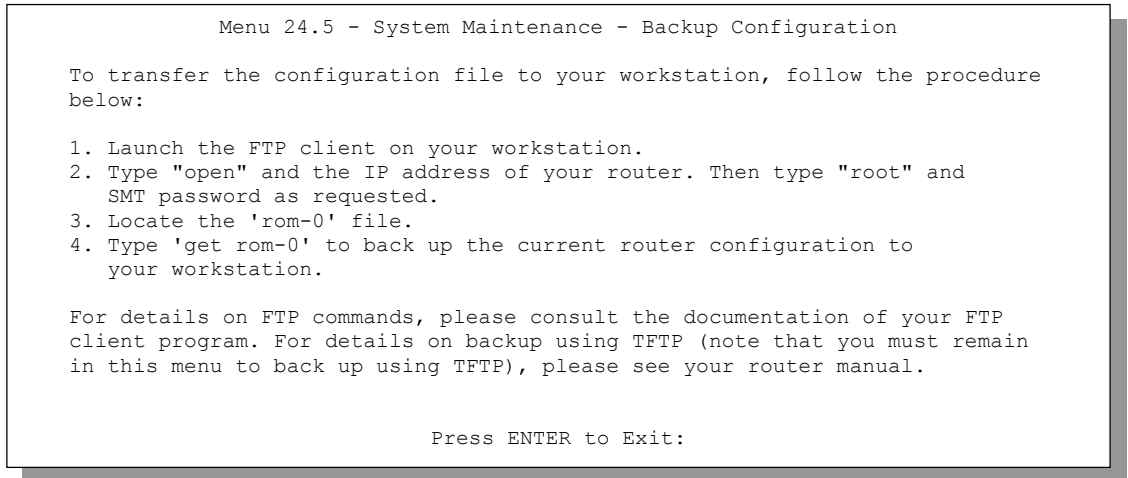 Menu 24.5 - System Maintenance - Backup Configuration
To transfer the configuration file to your workstation, follow the procedure
below:
1. Launch the FTP client on your workstation.
2. Type "open" and the IP address of your router. Then type "root" and
SMT password as requested.
3. Locate the 'rom-0' file.
4. Type 'get rom-0' to back up the current router configuration to
your workstation.
For details on FTP commands, please consult the documentation of your FTP
client program. For details on backup using TFTP (note that you must remain
in this menu to back up using TFTP), please see your router manual.
Press ENTER to Exit: